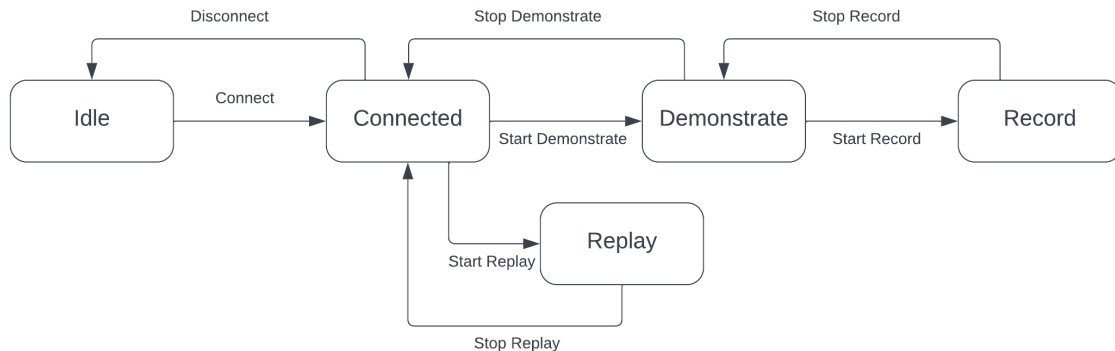 Disconnect
Stop Demonstrate
Stop Record
Idle
Connect
Connected
Start Demonstrate
Demonstrate
Start Record
Record
Start Replay
Replay
Stop Replay